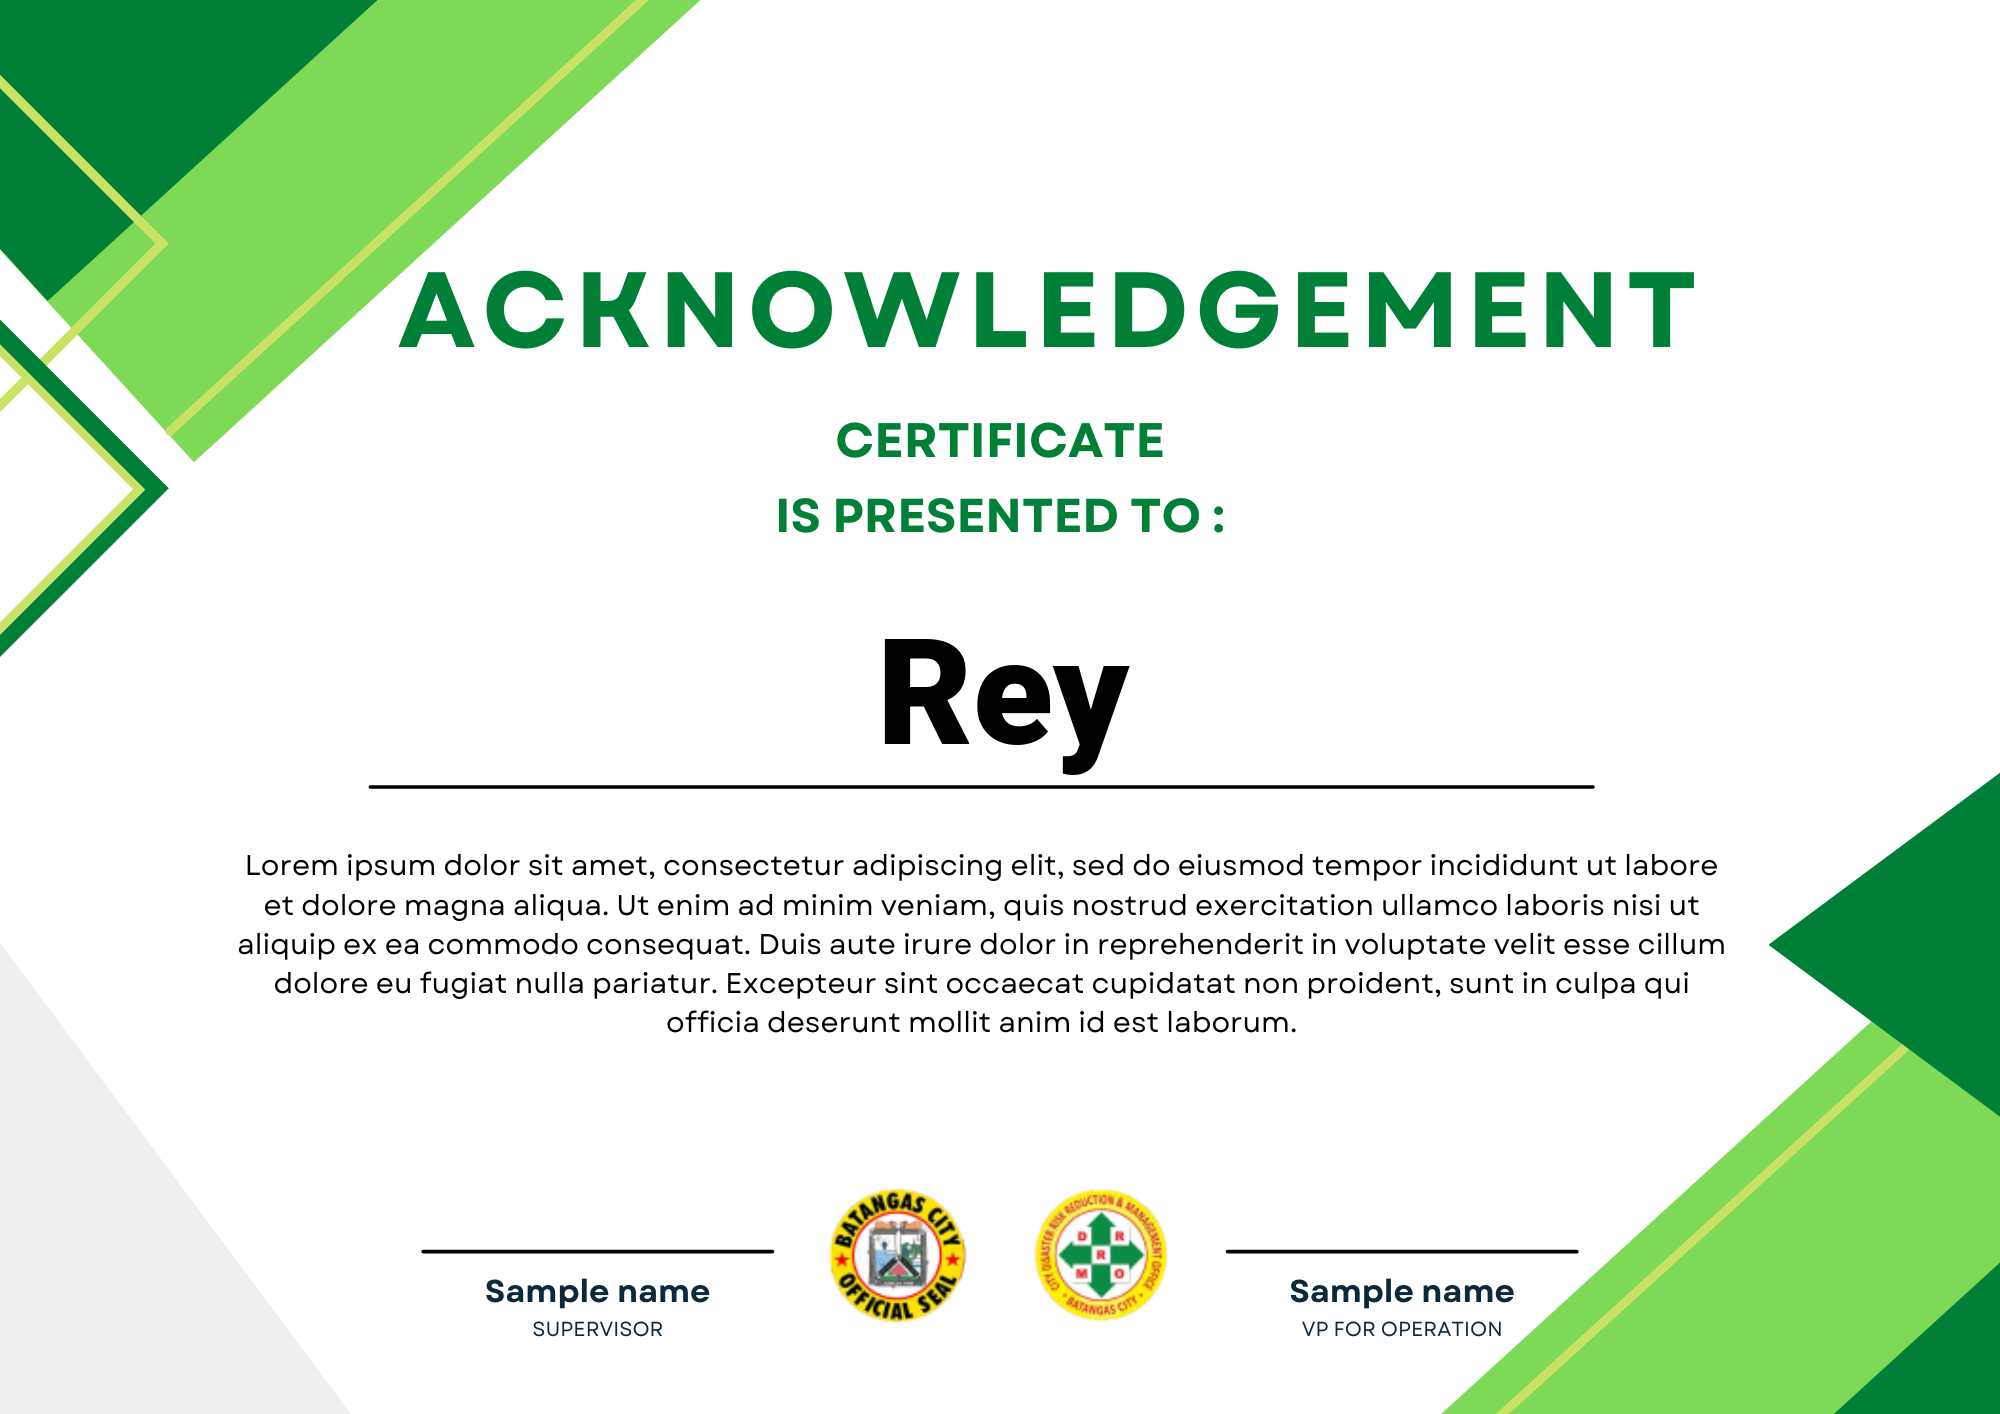 ACKNOWLEDGEMENT
CERTIFICATE
IS PRESENTED TO :
Rey
Lorem ipsum dolor sit amet, consectetur adipiscing elit, sed do eiusmod tempor incididunt ut labore
et dolore magna aliqua. Ut enim ad minim veniam, quis nostrud exercitation ullamco laboris nisi ut
aliquip ex ea commodo consequat. Duis aute irure dolor in reprehenderit in voluptate velit esse cillum
dolore eu fugiat nulla pariatur. Excepteur sint occaecat cupidatat non proident, sunt in culpa qui
officia deserunt mollit anim id est laborum.
BATANGAS CITY
OFFICIAL SEAL
CITY DISASTER RISK REDUCTION & MANAGEMENT OFFICE
D R
R
M O
• BATANGAS CITY •
Sample name
SUPERVISOR
Sample name
VP FOR OPERATION